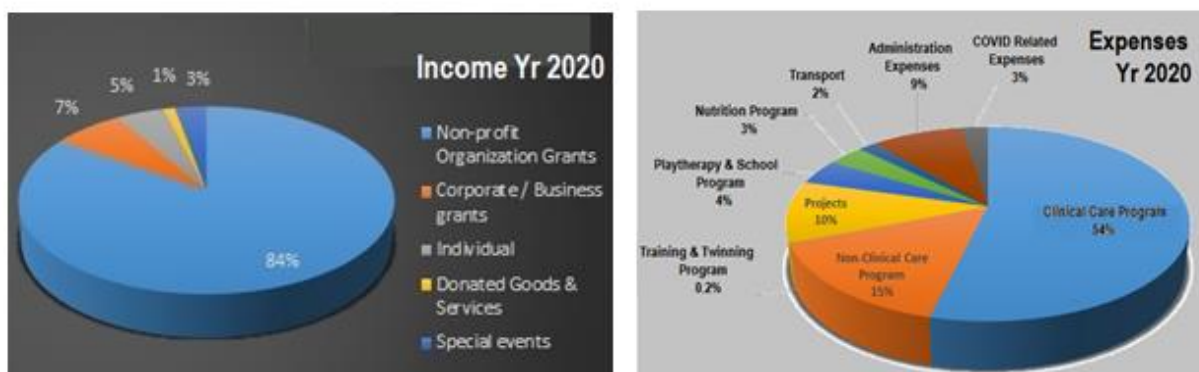 Income Yr 2020
5%
1%
3%
7%
84%
Non-profit
Organization Grants
Corporate / Business
grants
Individual
Donated Goods &
Services
Special events
Expenses
Yr 2020
Administration
Expenses
9%
COVID Related
Expenses
3%
Transport
2%
Nutrition Program
3%
Playtherapy & School
Program
4%
Projects
10%
Training & Twinning
Program
0.2%
Non Clinical Care
Program
15%
Clinical Care Program
54%